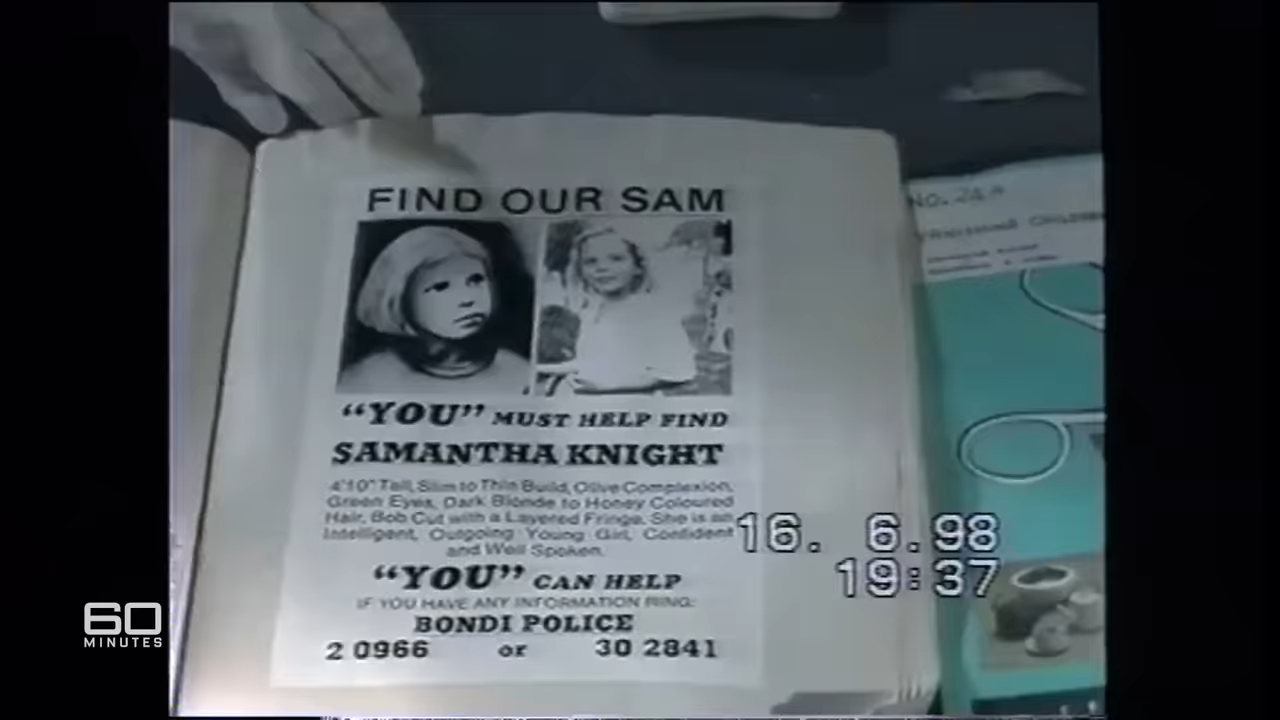 FIND OUR SAM
“YOU” MUST HELP FIND
SAMANTHA KNIGHT
4'10" Tall, Slim to Thin Build, Olive Complexion,
Green Eyes, Dark Blonde to Honey Coloured
Hair, Bob Cut with a Layered Fringe. She is an
Intelligent, Outgoing Young Girl, Confident
and Well Spoken.
“YOU” CAN HELP
IF YOU HAVE ANY INFORMATION RING:
BONDI POLICE
2 0966 or 30 2841
NO. 24A
16. 6.98
19:37
60
MINUTES